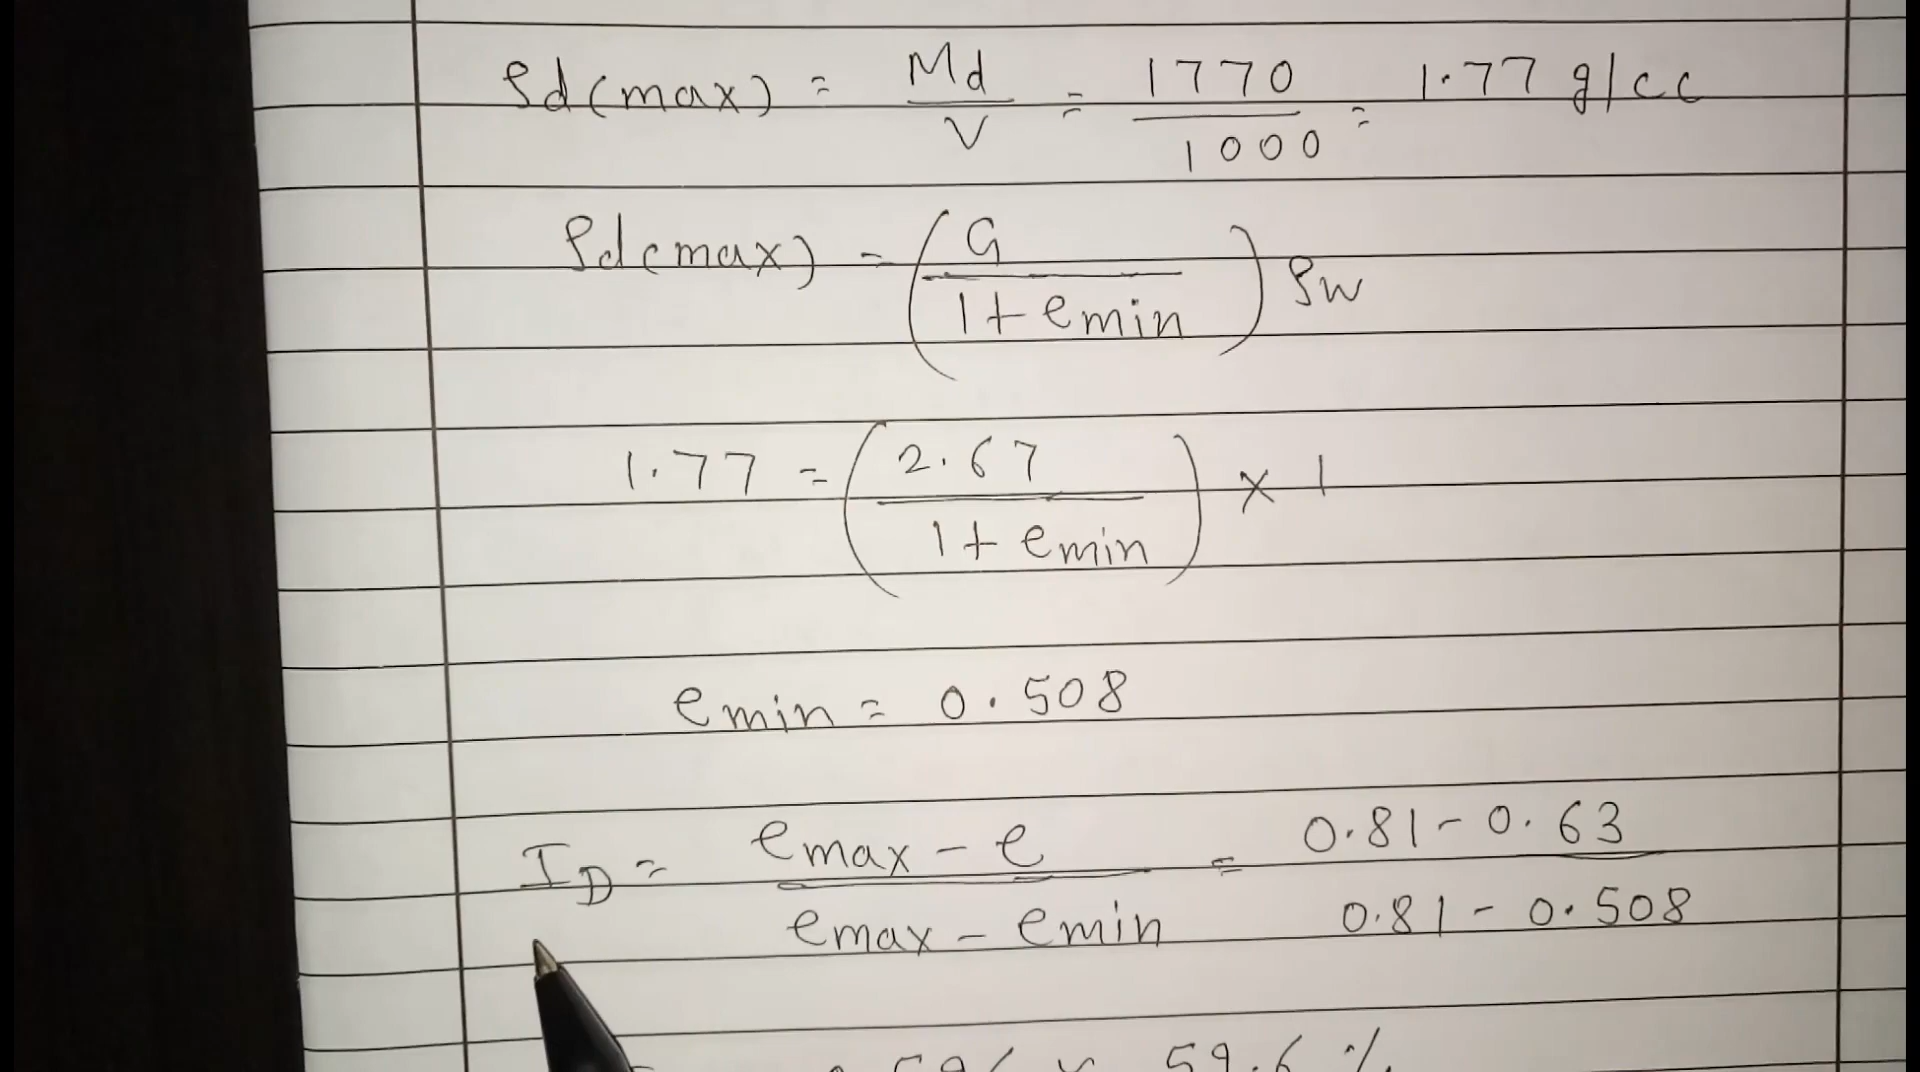 ρd(max) = Md/V = 1770/1000 = 1.77 g/cc
ρd(max) = (G/1+emin) ρw
1.77 = (2.67/1+emin) × 1
emin = 0.508
ID = emax - e/emax - emin = 0.81 - 0.63/0.81 - 0.508
59.6 %